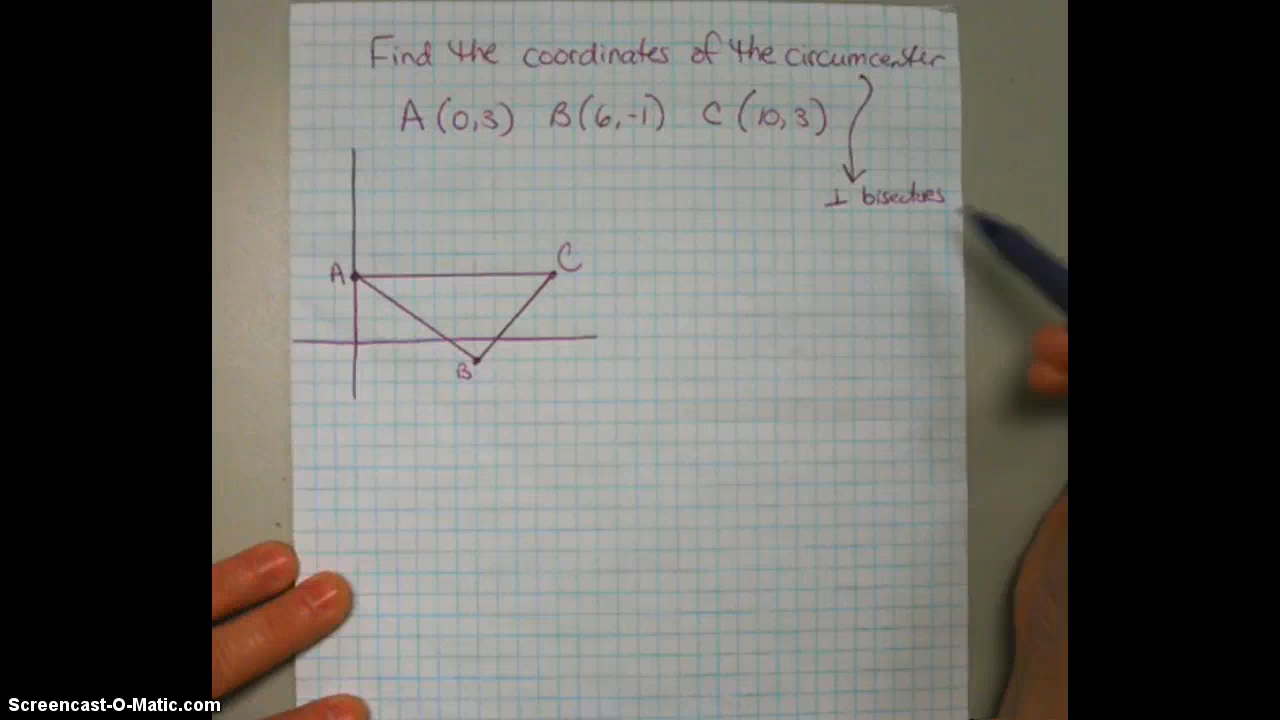 Find the coordinates of the circumcenter
A (0,3) B (6,-1) C (10,3)
⊥ bisectors
C
A
B
Screencast-O-Matic.com